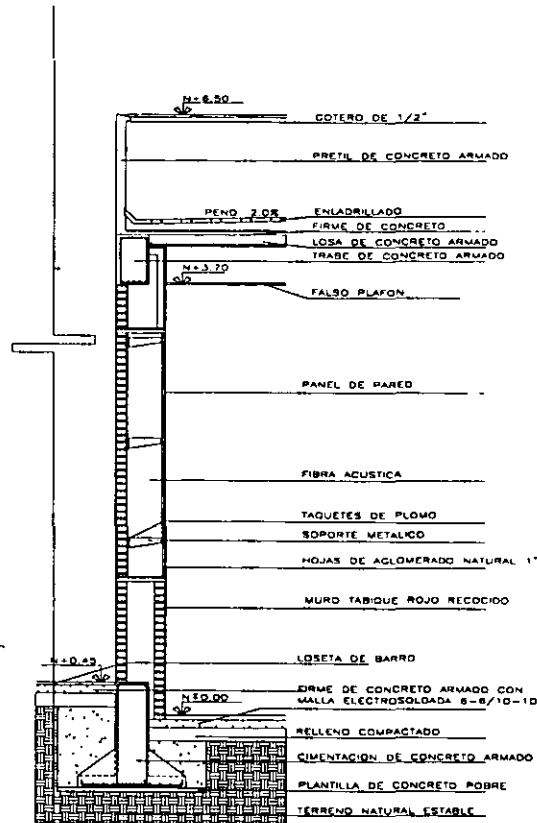 N+6.50
GOTERO DE 1/2"
PRETIL DE CONCRETO ARMADO
PEND. 2.0%
ENLADRILLADO
FIRME DE CONCRETO
LOSA DE CONCRETO ARMADO
TRABE DE CONCRETO ARMADO
N+3.70
FALSO PLAFON
PANEL DE PARED
FIBRA ACUSTICA
TAQUETES DE PLOMO
SOPORTE METALICO
HOJAS DE AGLOMERADO NATURAL 1"
MURO TABIQUE ROJO RECOCIDO
N+0.45
LOSETA DE BARRO
N±0.00
FIRME DE CONCRETO ARMADO CON
MALLA ELECTROSOLDADA 6-6/10-10
RELLENO COMPACTADO
CIMENTACION DE CONCRETO ARMADO
PLANTILLA DE CONCRETO POBRE
TERRENO NATURAL ESTABLE